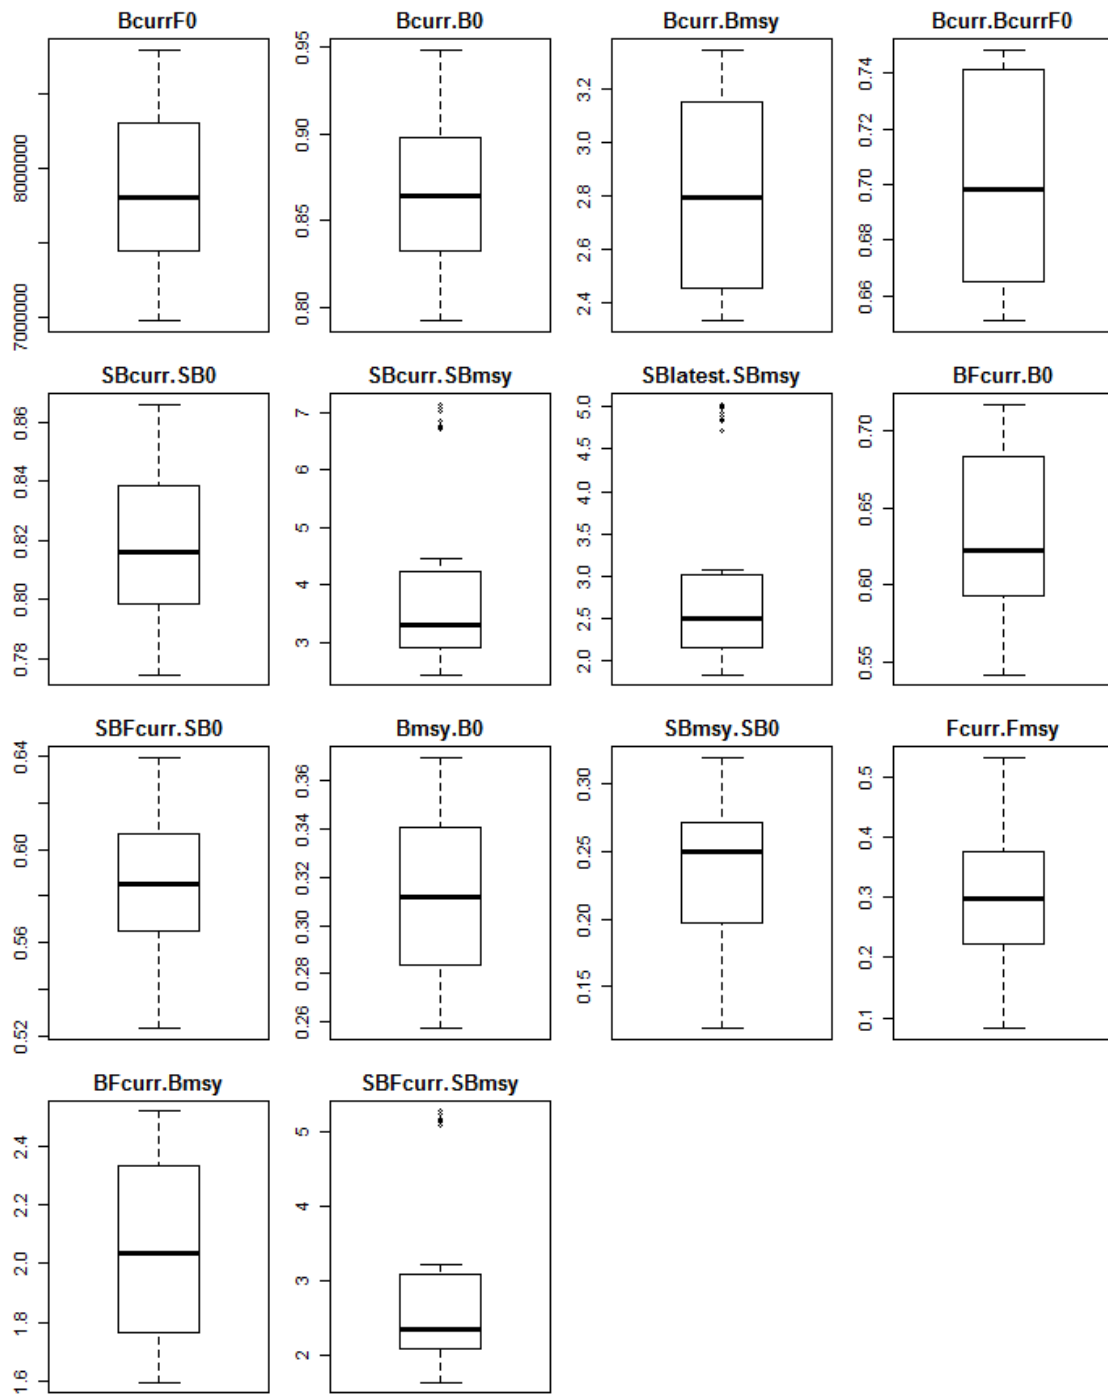 BcurrF0 Bcurr.B0 Bcurr.Bmsy Bcurr.BcurrF0
7000000 8000000
0.80 0.85 0.90 0.95
2.4 2.6 2.8 3.0 3.2
0.66 0.68 0.70 0.72 0.74
SBcurr.SB0 SBcurr.SBmsy SBlatest.SBmsy BFcurr.B0
0.78 0.80 0.82 0.84 0.86
3 4 5 6 7
2.0 2.5 3.0 3.5 4.0 4.5 5.0
0.55 0.60 0.65 0.70
SBFcurr.SB0 Bmsy.B0 SBmsy.SB0 Fcurr.Fmsy
0.52 0.56 0.60 0.64
0.26 0.28 0.30 0.32 0.34 0.36
0.15 0.20 0.25 0.30
0.1 0.2 0.3 0.4 0.5
BFcurr.Bmsy SBFcurr.SBmsy
1.6 1.8 2.0 2.2 2.4
2 3 4 5